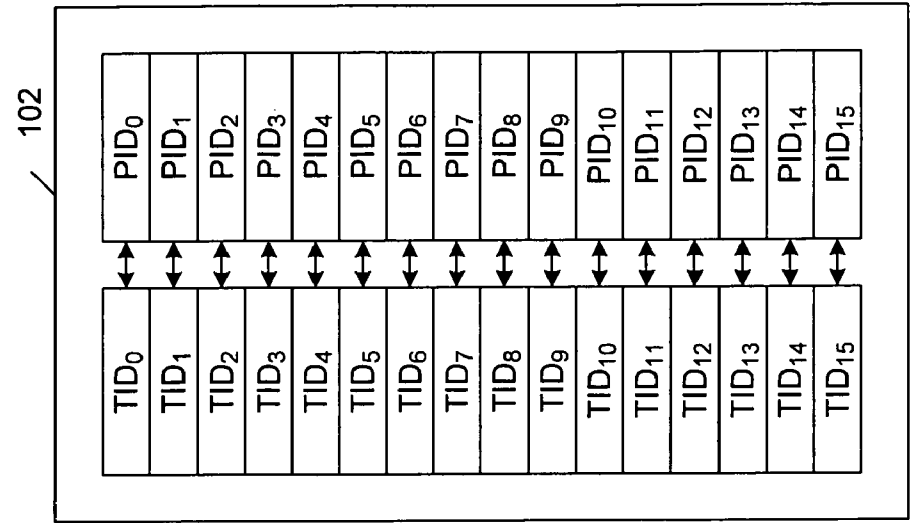 102
PID₀
PID₁
PID₂
PID₃
PID₄
PID₅
PID₆
PID₇
PID₈
PID₉
PID₁₀
PID₁₁
PID₁₂
PID₁₃
PID₁₄
PID₁₅
TID₀
TID₁
TID₂
TID₃
TID₄
TID₅
TID₆
TID₇
TID₈
TID₉
TID₁₀
TID₁₁
TID₁₂
TID₁₃
TID₁₄
TID₁₅